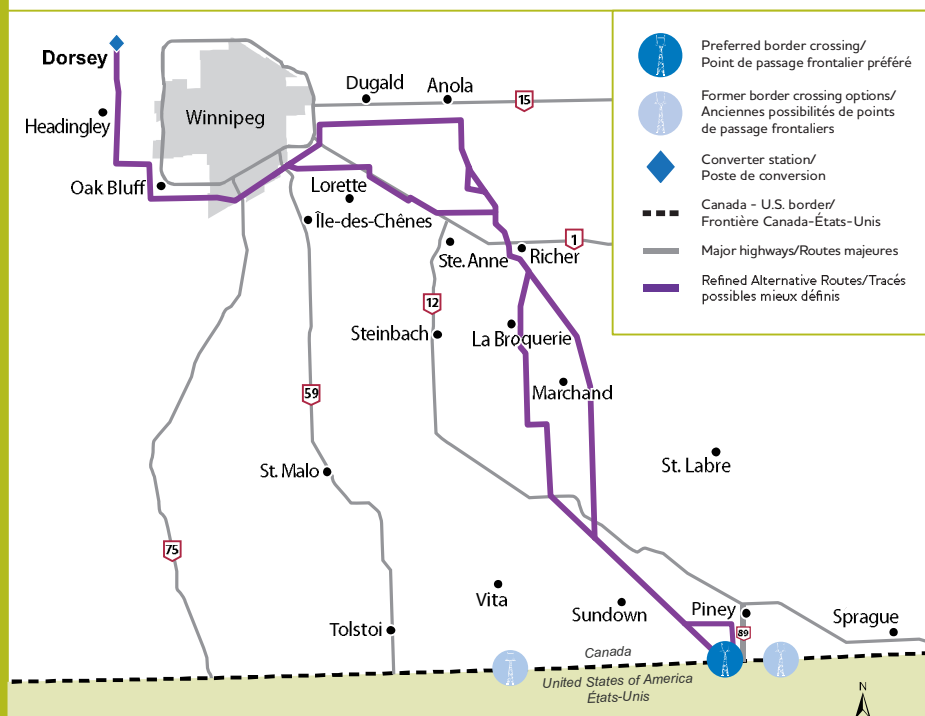 Preferred border crossing/
Point de passage frontalier préféré
Former border crossing options/
Anciennes possibilités de points
de passage frontaliers
Converter station/
Poste de conversion
Canada - U.S. border/
Frontière Canada-États-Unis
Major highways/Routes majeures
Refined Alternative Routes/Tracés
possibles mieux définis
Dorsey
Dugald
Anola
15
Headingley
Winnipeg
Oak Bluff
Lorette
Île-des-Chênes
1
Ste. Anne
Richer
12
Steinbach
La Broquerie
59
Marchand
St. Malo
St. Labre
75
Vita
Sundown
Piney
Sprague
Tolstoi
89
Canada
United States of America
États-Unis
N